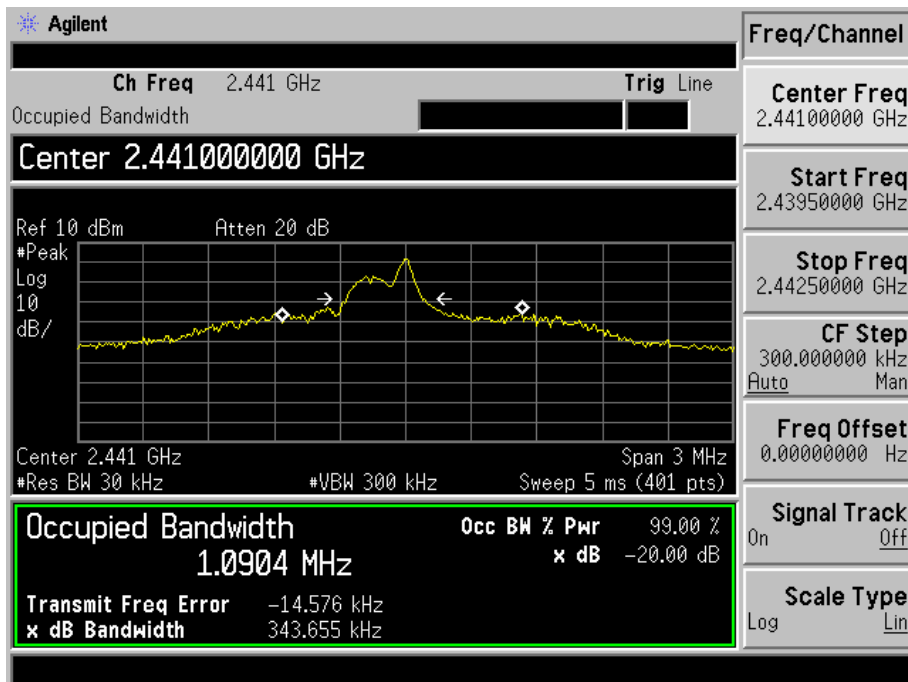 Agilent
Freq/Channel
Ch Freq 2.441 GHz Trig Line
Occupied Bandwidth
Center 2.441000000 GHz
Ref 10 dBm Atten 20 dB
#Peak
Log
10
dB/
Center 2.441 GHz Span 3 MHz
#Res BW 30 kHz #VBW 300 kHz Sweep 5 ms (401 pts)
Occupied Bandwidth
1.0904 MHz
Occ BW % Pwr 99.00 %
x dB -20.00 dB
Transmit Freq Error -14.576 kHz
x dB Bandwidth 343.655 kHz
Center Freq
2.44100000 GHz
Start Freq
2.43950000 GHz
Stop Freq
2.44250000 GHz
CF Step
300.000000 kHz
Auto Man
Freq Offset
0.00000000 Hz
Signal Track
On Off
Scale Type
Log Lin